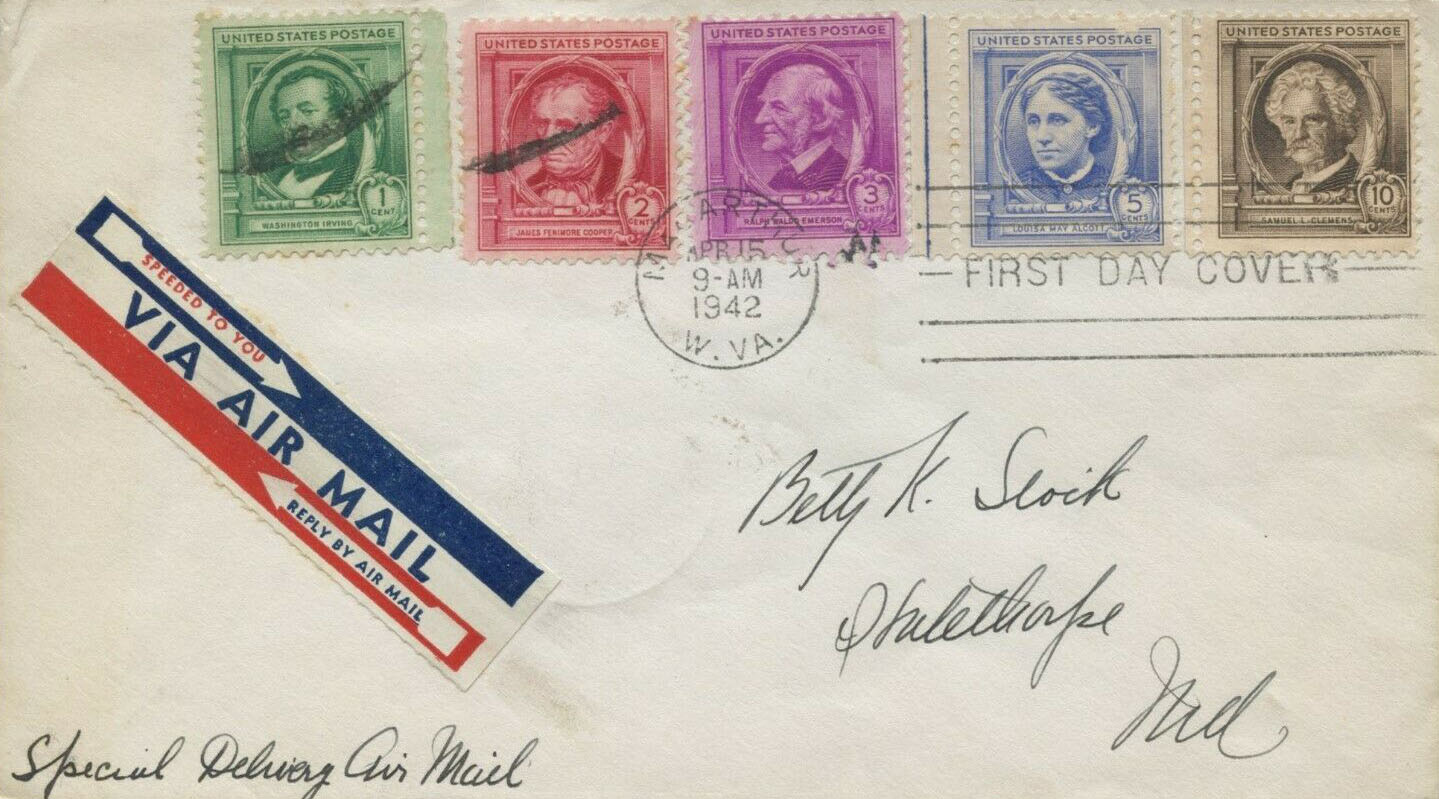 UNITED STATES POSTAGE
1 CENT
WASHINGTON IRVING
UNITED STATES POSTAGE
2 CENTS
JAMES FENIMORE COOPER
UNITED STATES POSTAGE
3 CENTS
RALPH WALDO EMERSON
UNITED STATES POSTAGE
5 CENTS
LOUISA MAY ALCOTT
UNITED STATES POSTAGE
10 CENTS
SAMUEL L. CLEMENS
APR 15
9-AM
1942
W. VA.
FIRST DAY COVER
SPEEDED TO YOU
VIA AIR MAIL
REPLY BY AIR MAIL
Betty K.
Halethorpe
Md
Special Delivery Air Mail